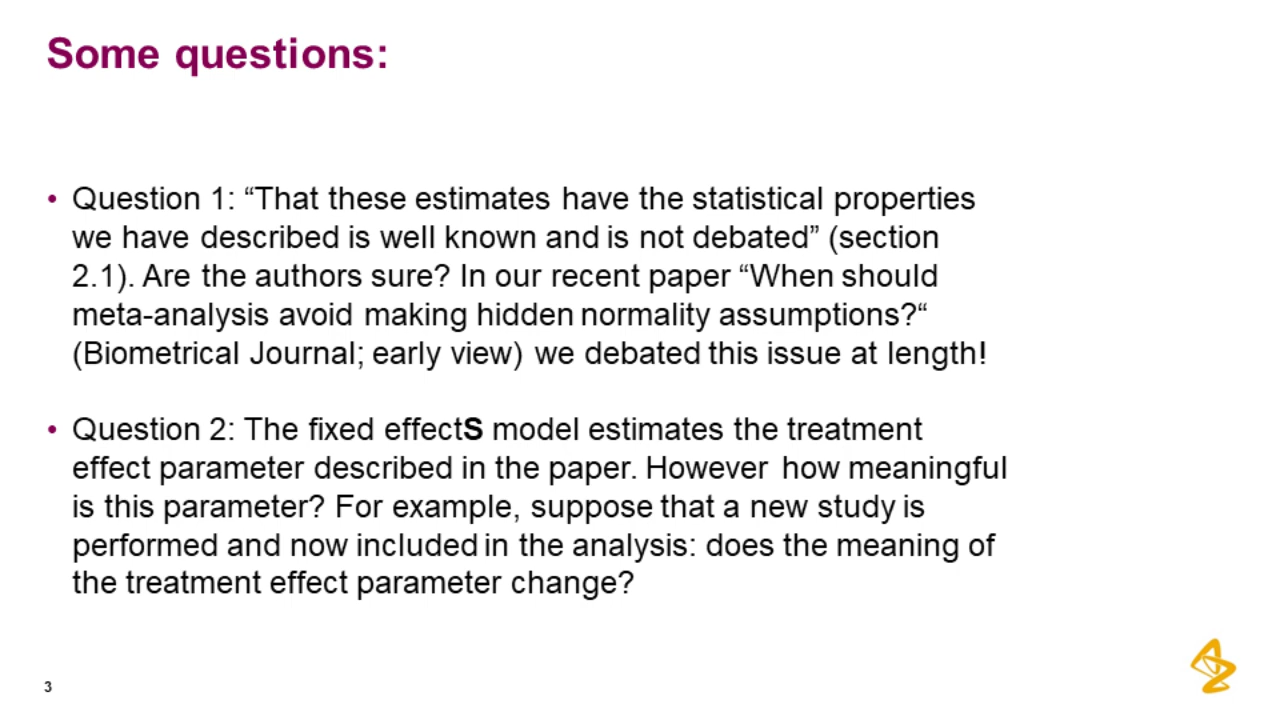 Some questions:
• Question 1: “That these estimates have the statistical properties
we have described is well known and is not debated” (section
2.1). Are the authors sure? In our recent paper “When should
meta-analysis avoid making hidden normality assumptions?“
(Biometrical Journal; early view) we debated this issue at length!
• Question 2: The fixed effectS model estimates the treatment
effect parameter described in the paper. However how meaningful
is this parameter? For example, suppose that a new study is
performed and now included in the analysis: does the meaning of
the treatment effect parameter change?
3